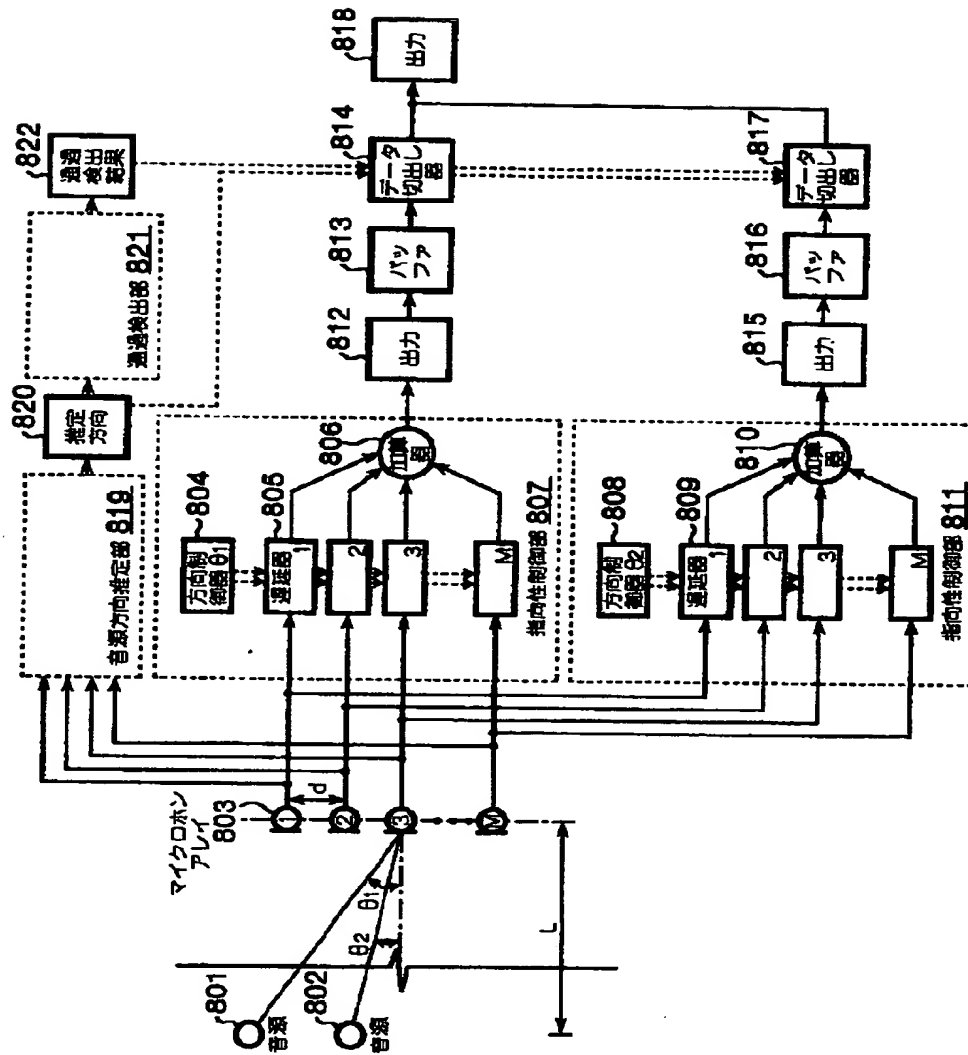 801
音源
802
音源
θ1
θ2
L
マイクロホン
アレイ
803
1
2
3
M
d
音源方向推定部 819
820
推定
方向
通過検出部 821
822
通過
検出
結果
804
方向制
御器 θ1
805
遅延器
1
2
3
M
806
加算
器
指向性制御部 807
808
方向制
御器 θ2
809
遅延器
1
2
3
M
810
加算
器
指向性制御部 811
812
出力
813
バッ
ファ
814
データ
切出し
器
815
出力
816
バッ
ファ
817
データ
切出し
器
818
出力